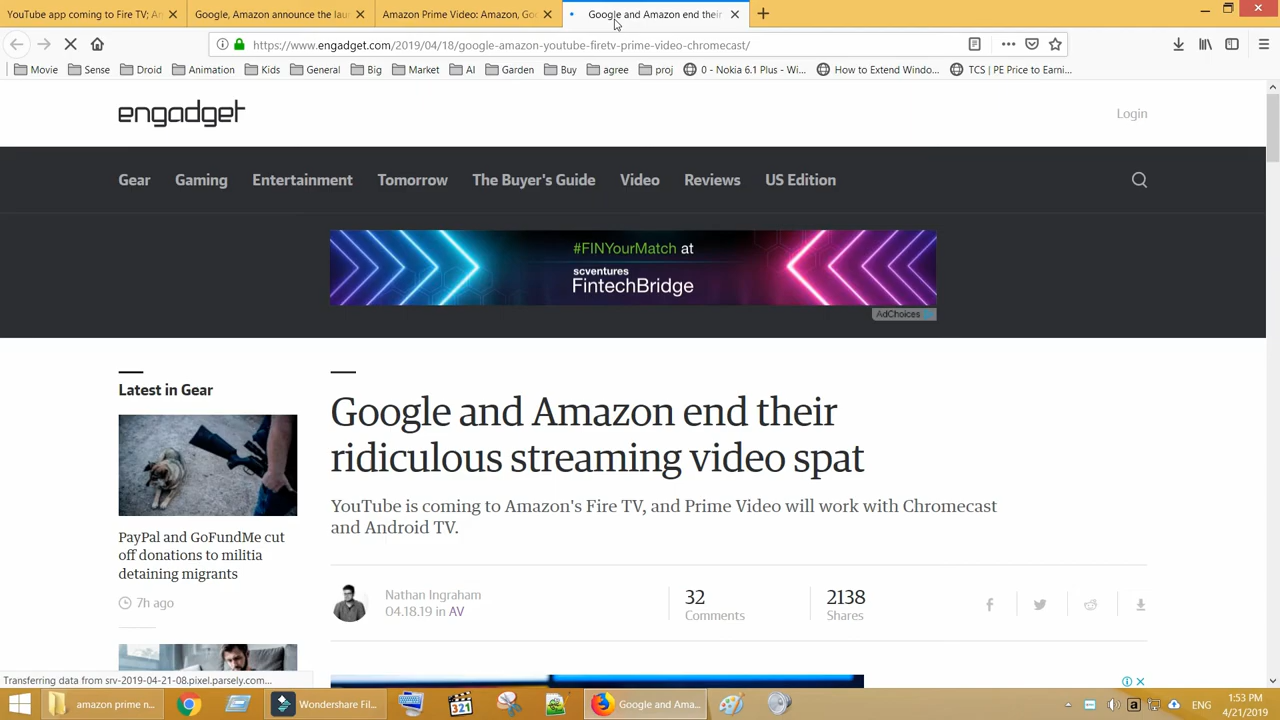 YouTube app coming to Fire TV; An
Google, Amazon announce the lau
Amazon Prime Video: Amazon, Go
Google and Amazon end their
https://www.engadget.com/2019/04/18/google-amazon-youtube-firetv-prime-video-chromecast/
Movie Sense Droid Animation Kids General Big Market AI Garden Buy agree proj 0 - Nokia 6.1 Plus - Wi... How to Extend Window... TCS | PE Price to Earni...
engadget
Login
Gear Gaming Entertainment Tomorrow The Buyer's Guide Video Reviews US Edition
#FINYourMatch at
scventures
FintechBridge
AdChoices
Latest in Gear
PayPal and GoFundMe cut
off donations to militia
detaining migrants
7h ago
Google and Amazon end their
ridiculous streaming video spat
YouTube is coming to Amazon's Fire TV, and Prime Video will work with Chromecast
and Android TV.
Nathan Ingraham
04.18.19 in AV
32
Comments
2138
Shares
Transferring data from srv-2019-04-21-08.pixel.parsely.com...
amazon prime n...
321
Wondershare Fil...
Google and Ama...
ENG
1:53 PM
4/21/2019